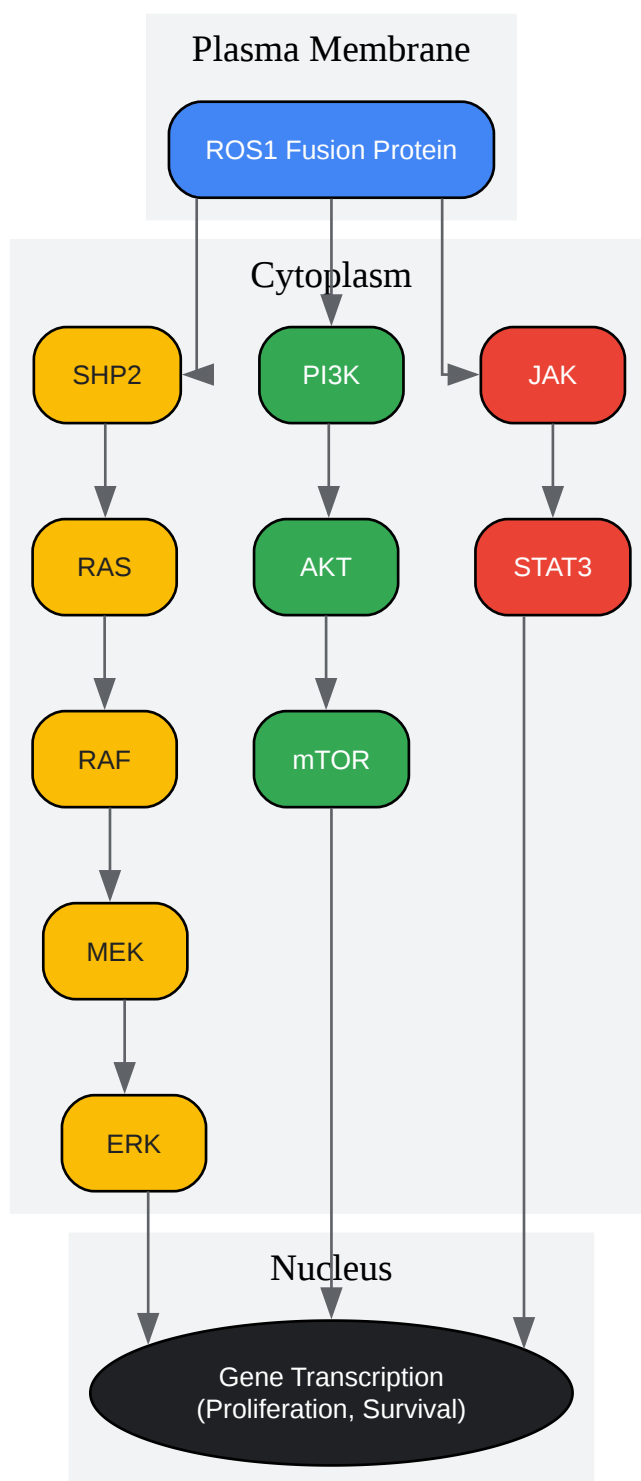 Plasma Membrane
ROS1 Fusion Protein
Cytoplasm
SHP2
PI3K
JAK
RAS
AKT
STAT3
RAF
mTOR
MEK
ERK
Nucleus
Gene Transcription
(Proliferation, Survival)